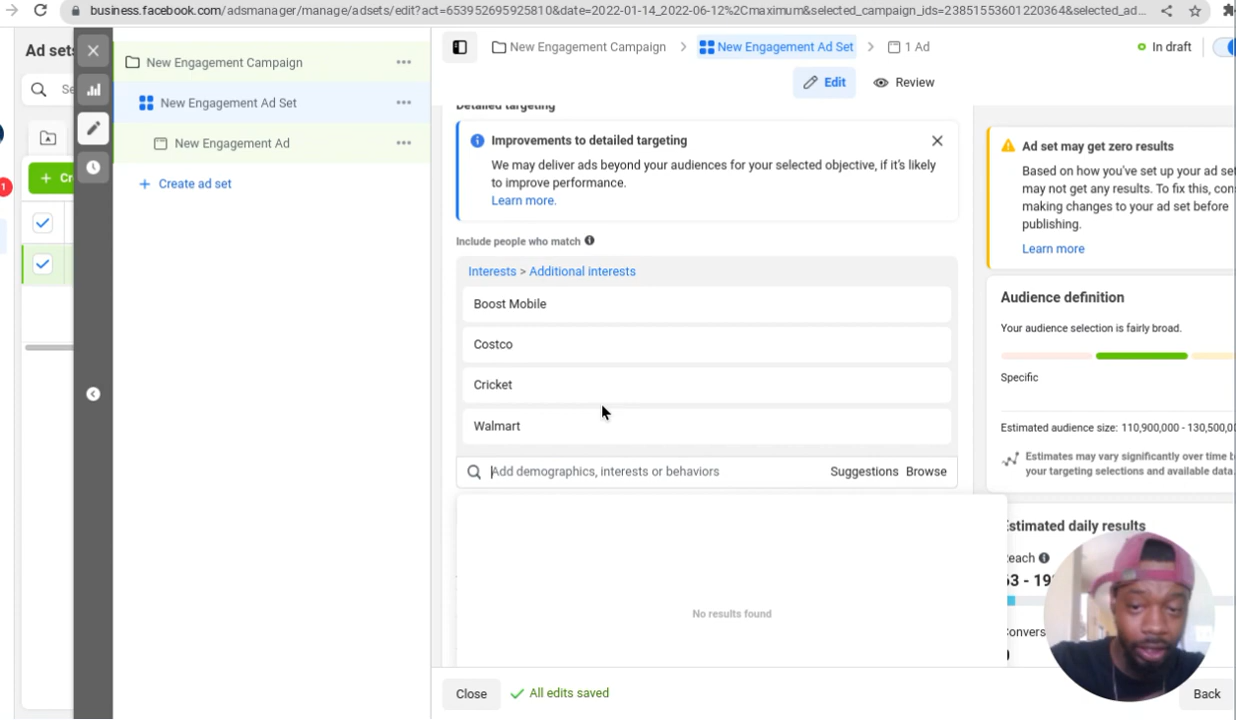 business.facebook.com/adsmanager/manage/adsets/edit?act=653952695925810&date=2022-01-14_2022-06-12%2Cmaximum&selected_campaign_ids=23851553601220364&selected_ad...
Ad sets
New Engagement Campaign
New Engagement Ad Set
New Engagement Ad
+ Create ad set
1
New Engagement Campaign > New Engagement Ad Set > 1 Ad
In draft
Edit
Review
Detailed targeting
Improvements to detailed targeting
We may deliver ads beyond your audiences for your selected objective, if it's likely
to improve performance.
Learn more.
Include people who match
Interests > Additional interests
Boost Mobile
Costco
Cricket
Walmart
Add demographics, interests or behaviors
Suggestions Browse
No results found
Close
All edits saved
Back
Ad set may get zero results
Based on how you've set up your ad
may not get any results. To fix this,
making changes to your ad set before
publishing.
Learn more
Audience definition
Your audience selection is fairly broad.
Specific
Estimated audience size: 110,900,000 -
Estimates may vary significantly over time
your targeting selections and available data
Estimated daily results